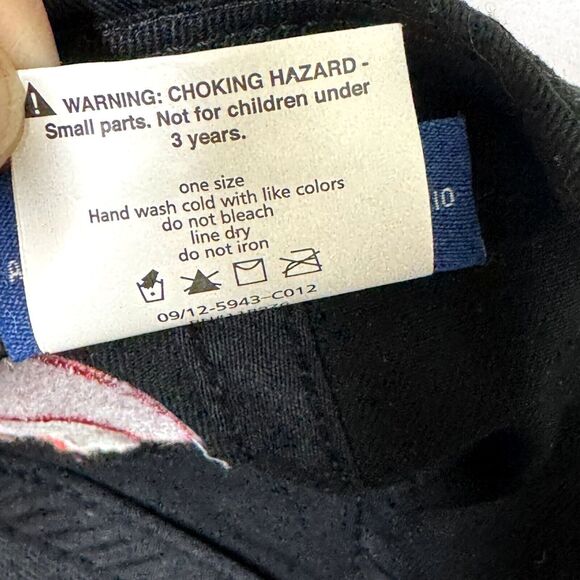 WARNING: CHOKING HAZARD -
Small parts. Not for children under
3 years.
one size
Hand wash cold with like colors
do not bleach
line dry
do not iron
09/12-5943-C012